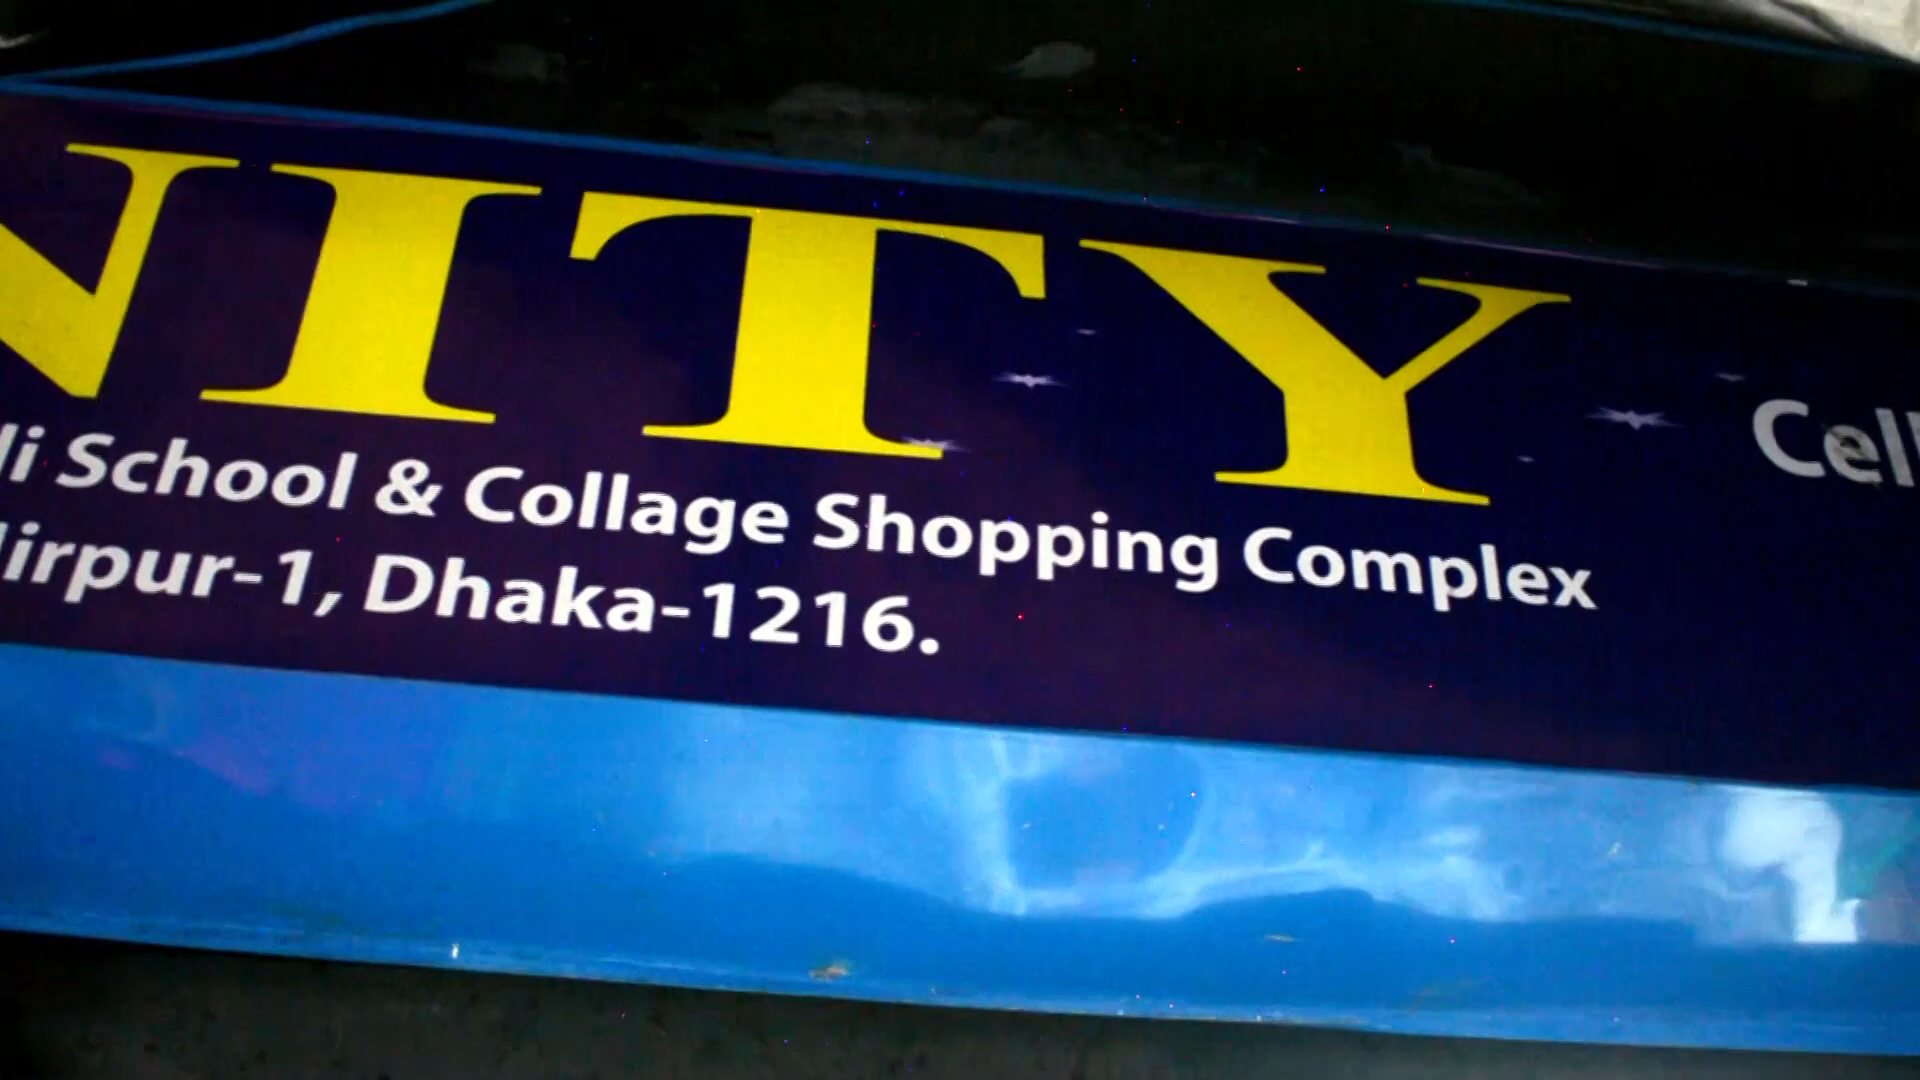 NITY
li School & Collage Shopping Complex
irpur-1, Dhaka-1216.
Cell